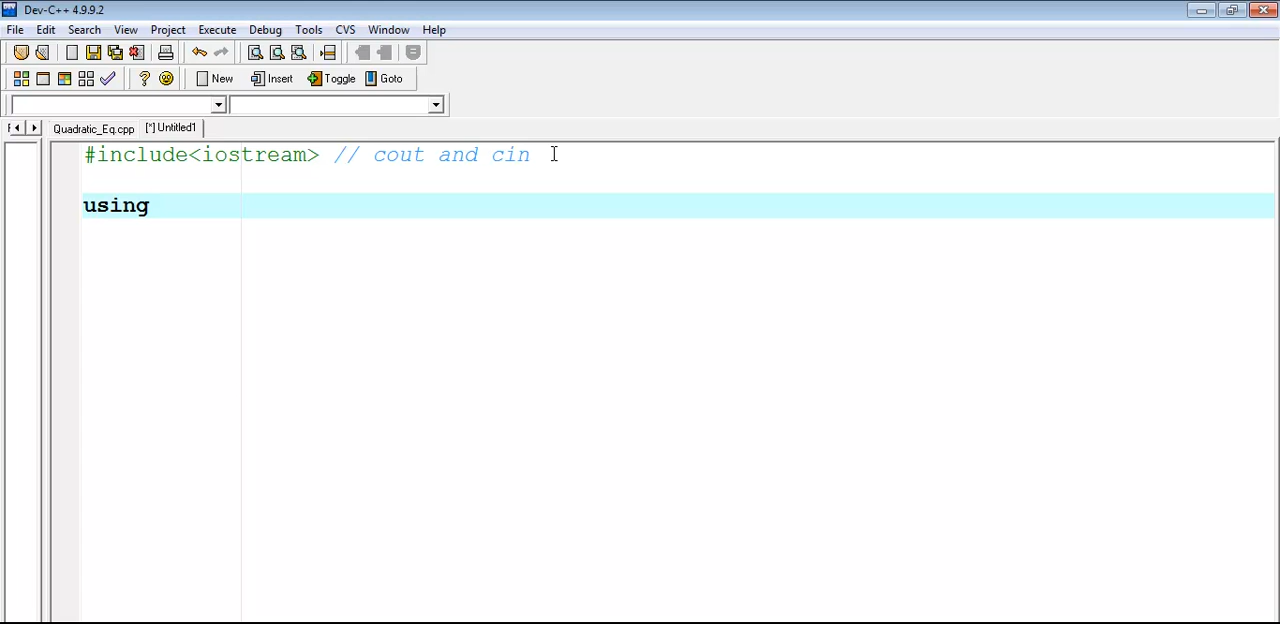 Dev-C++ 4.9.9.2
File Edit Search View Project Execute Debug Tools CVS Window Help
New Insert Toggle Goto
Quadratic_Eq.cpp [*] Untitled1
#include<iostream> // cout and cin
using